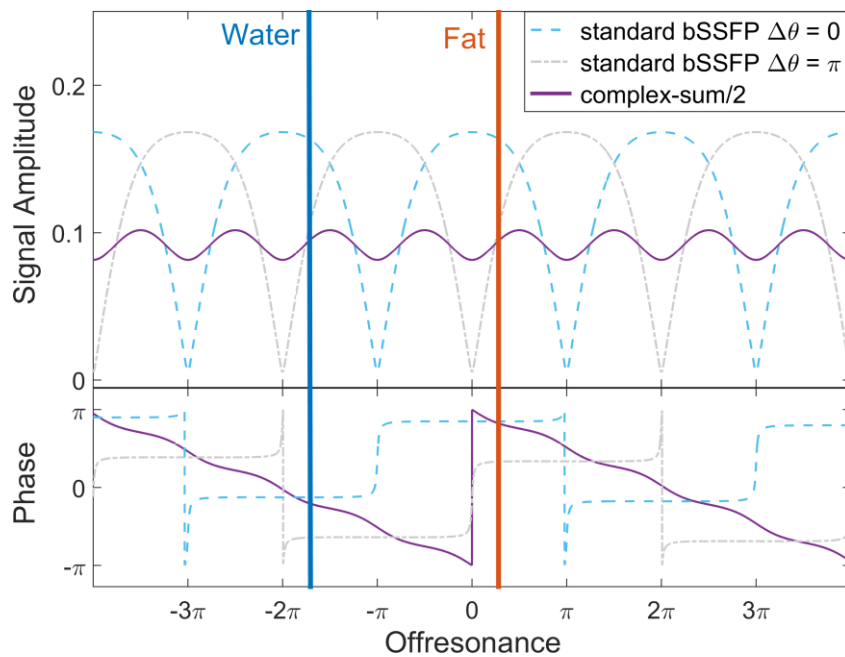 Water
Fat
standard bSSFP Δθ = 0
standard bSSFP Δθ = π
complex-sum/2
Signal Amplitude
0.2
0.1
0
Phase
π
0
-π
-3π
-2π
-π
0
π
2π
3π
Offresonance